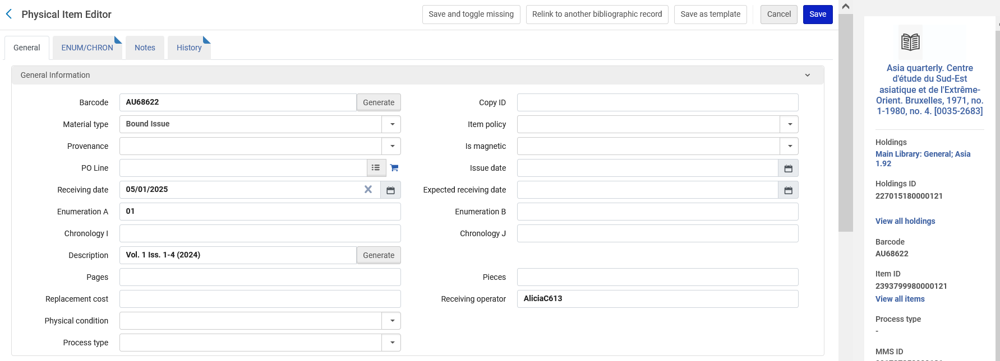 Physical Item Editor
Save and toggle missing
Relink to another bibliographic record
Save as template
Cancel
Save
General
ENUM/CHRON
Notes
History
General Information
Barcode AU68622 Generate
Copy ID
Material type Bound Issue
Item policy
Provenance
Is magnetic
PO Line
Issue date
Receiving date 05/01/2025
Expected receiving date
Enumeration A 01
Enumeration B
Chronology I
Chronology J
Description Vol. 1 Iss. 1-4 (2024) Generate
Pages
Pieces
Replacement cost
Receiving operator AliciaC613
Physical condition
Process type
Asia quarterly. Centre
d'étude du Sud-Est
asiatique et de l'Extrême-
Orient. Bruxelles, 1971, no.
1-1980, no. 4. [0035-2683]
Holdings
Main Library: General; Asia
1.92
Holdings ID
227015180000121
View all holdings
Barcode
AU68622
Item ID
2393799980000121
View all items
Process type
-
MMS ID